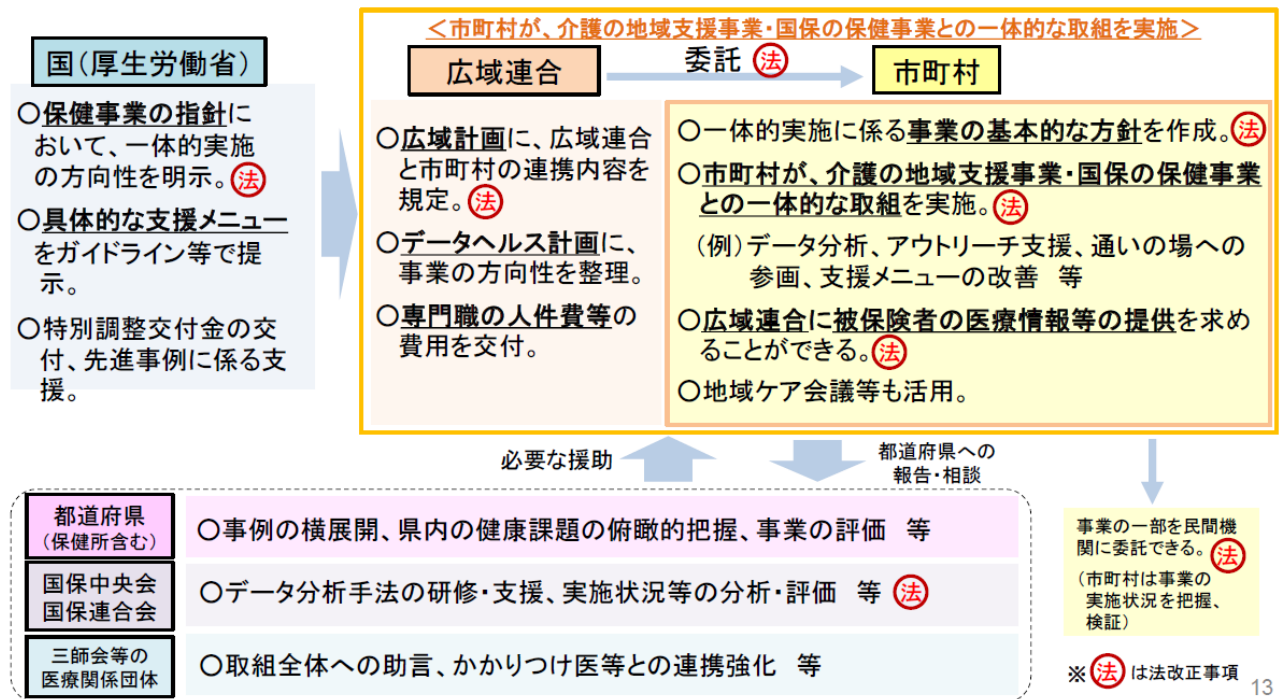 <市町村が、介護の地域支援事業・国保の保健事業との一体的な取組を実施>
国(厚生労働省)
○保健事業の指針に
おいて、一体的実施
の方向性を明示。法
○具体的な支援メニュー
をガイドライン等で提
示。
○特別調整交付金の交
付、先進事例に係る支
援。
広域連合
委託 法
市町村
○広域計画に、広域連合
と市町村の連携内容を
規定。法
○データヘルス計画に、
事業の方向性を整理。
○専門職の人件費等の
費用を交付。
○一体的実施に係る事業の基本的な方針を作成。法
○市町村が、介護の地域支援事業・国保の保健事業
との一体的な取組を実施。法
(例)データ分析、アウトリーチ支援、通いの場への
参画、支援メニューの改善 等
○広域連合に被保険者の医療情報等の提供を求め
ることができる。法
○地域ケア会議等も活用。
必要な援助
都道府県への
報告・相談
都道府県
(保健所含む)
○事例の横展開、県内の健康課題の俯瞰的把握、事業の評価 等
国保中央会
国保連合会
○データ分析手法の研修・支援、実施状況等の分析・評価 等 法
三師会等の
医療関係団体
○取組全体への助言、かかりつけ医等との連携強化 等
事業の一部を民間機
関に委託できる。法
(市町村は事業の
実施状況を把握、
検証)
※法は法改正事項
13